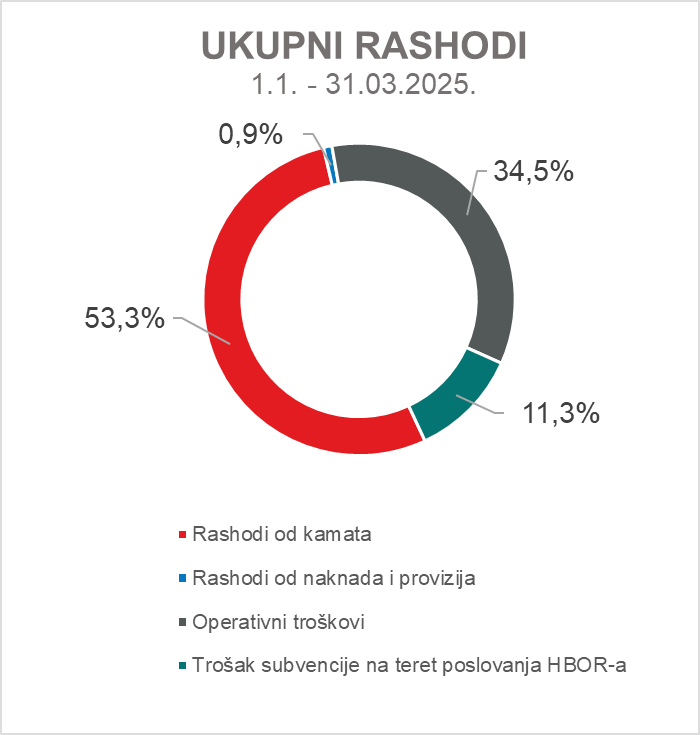 UKUPNI RASHODI
1.1. - 31.03.2025.
0,9%
34,5%
53,3%
11,3%
Rashodi od kamata
Rashodi od naknada i provizija
Operativni troškovi
Trošak subvencije na teret poslovanja HBOR-a